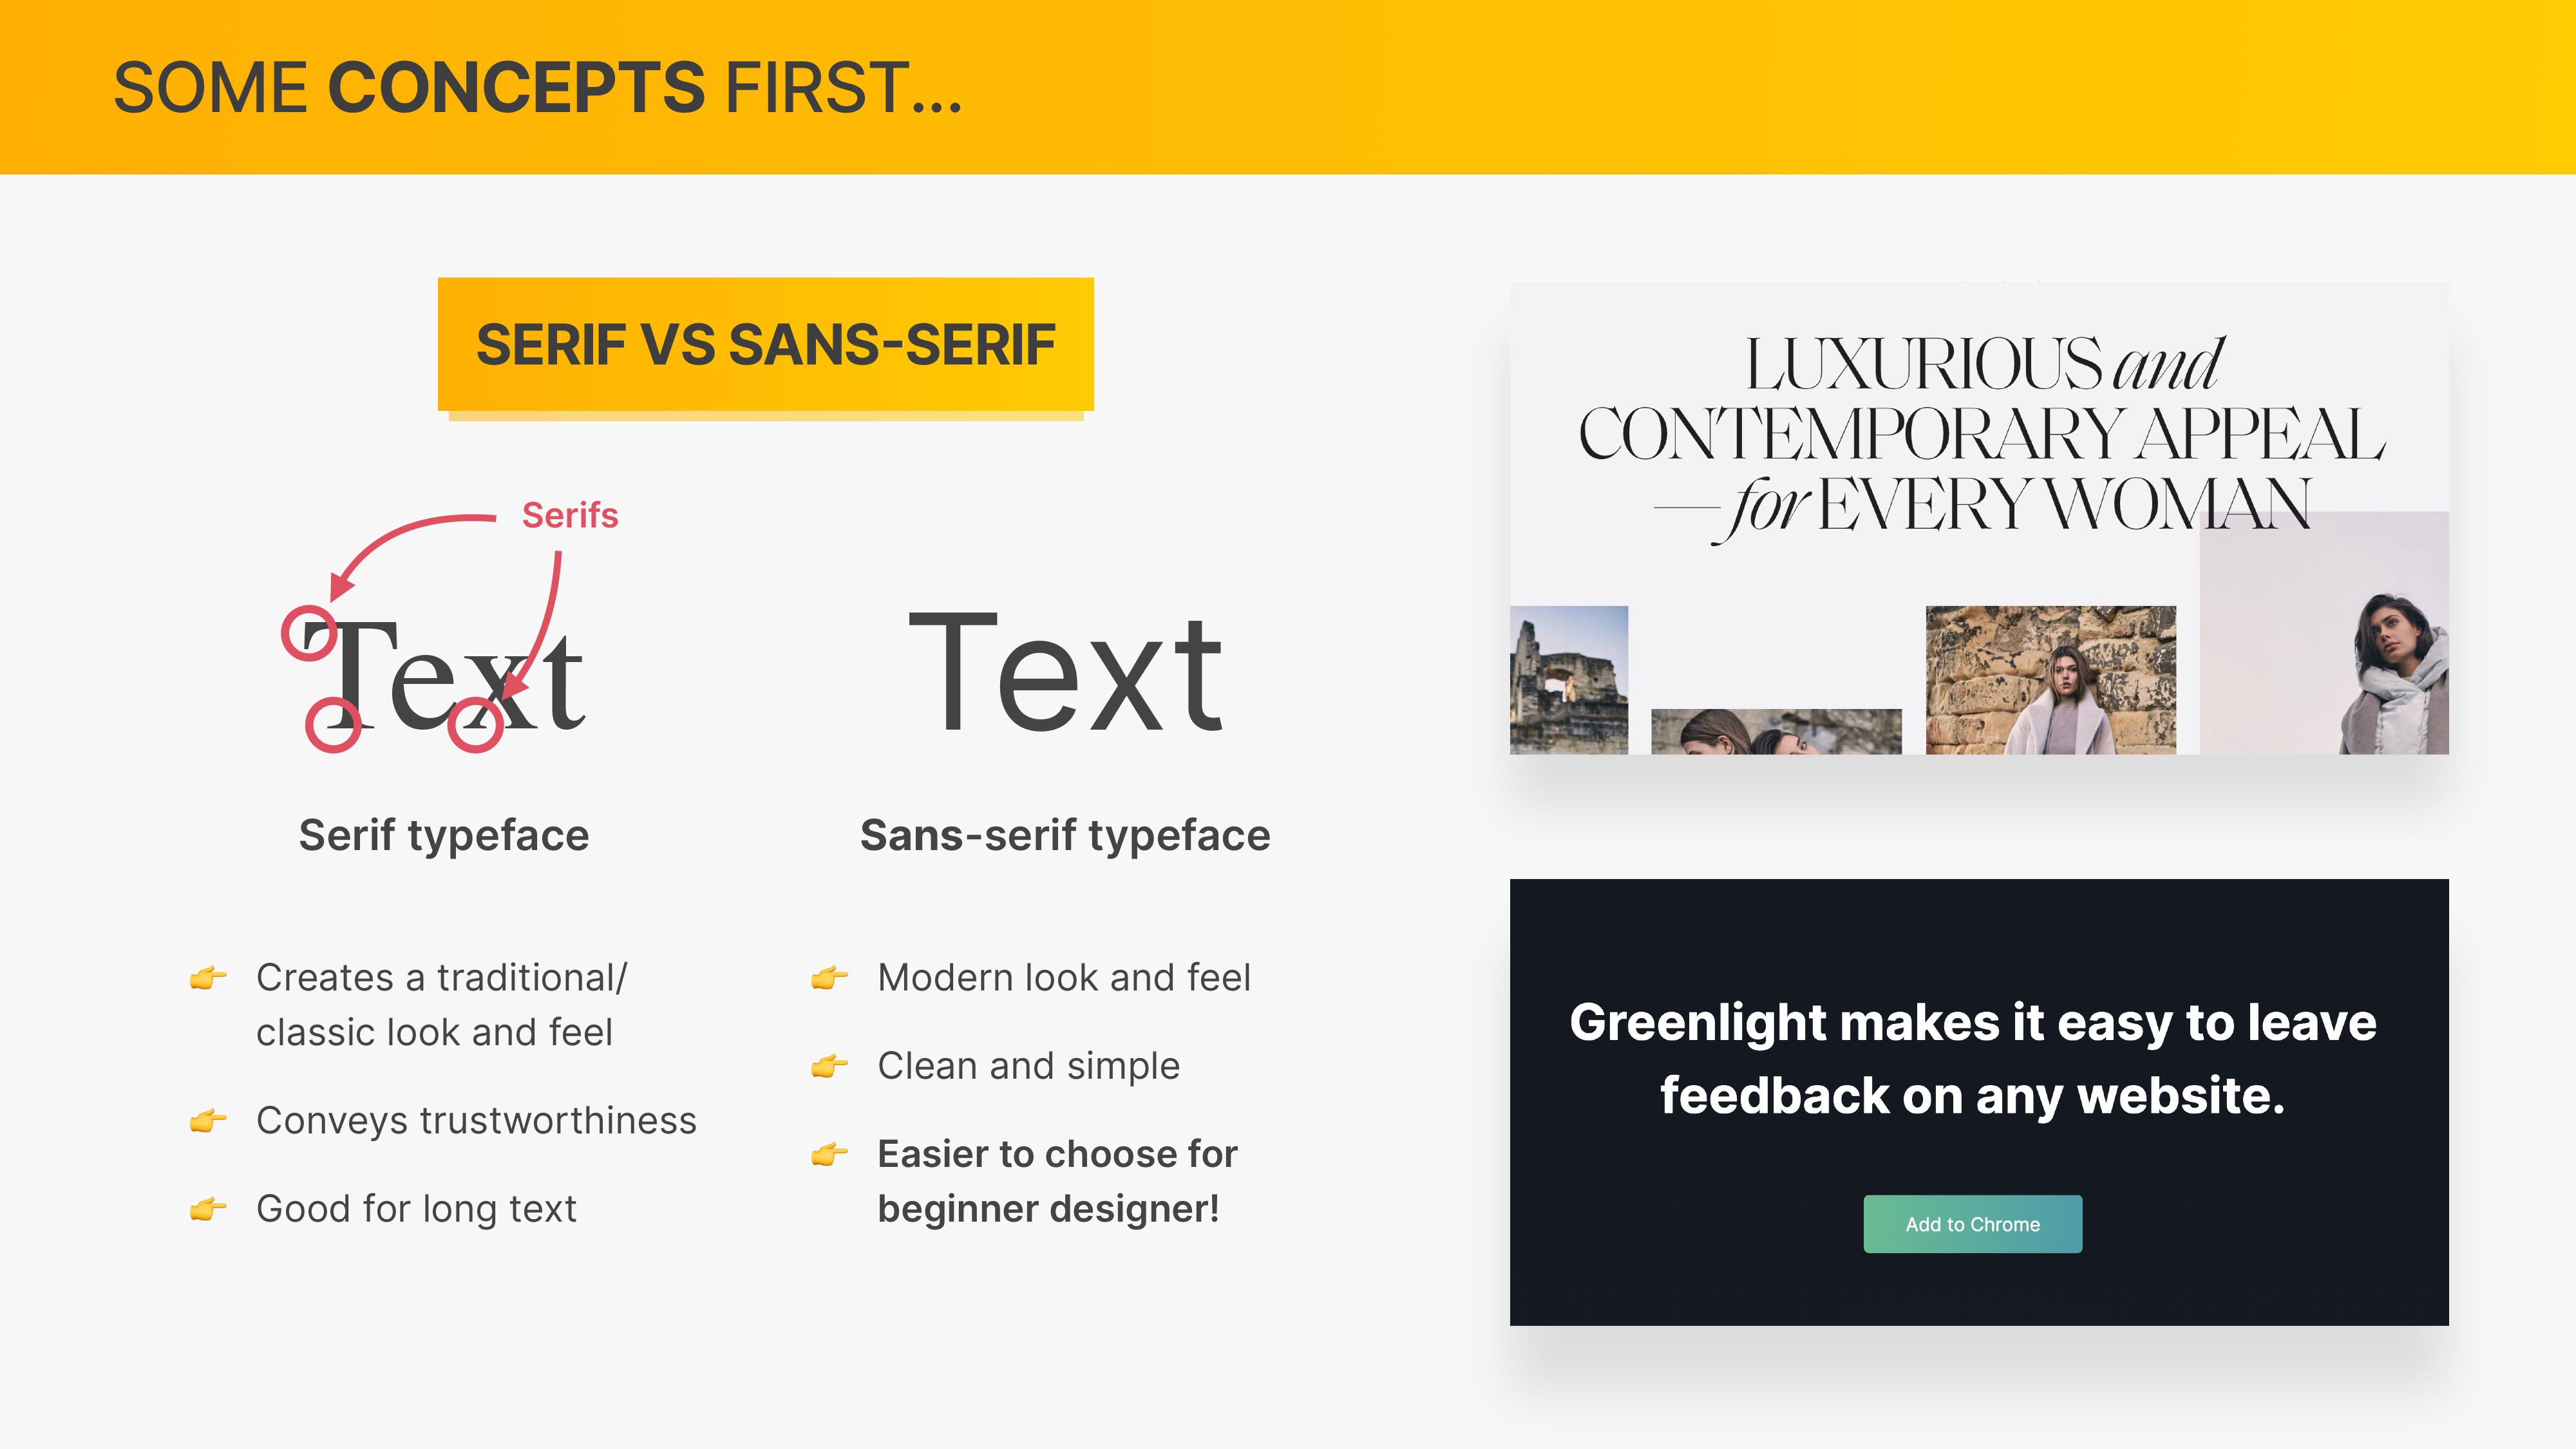 SOME CONCEPTS FIRST...
SERIF VS SANS-SERIF
Serifs
Text
Serif typeface
👉 Creates a traditional/
classic look and feel
👉 Conveys trustworthiness
👉 Good for long text
Text
Sans-serif typeface
👉 Modern look and feel
👉 Clean and simple
👉 Easier to choose for
beginner designer!
LUXURIOUS and
CONTEMPORARY APPEAL
— for EVERY WOMAN
Greenlight makes it easy to leave
feedback on any website.
Add to Chrome